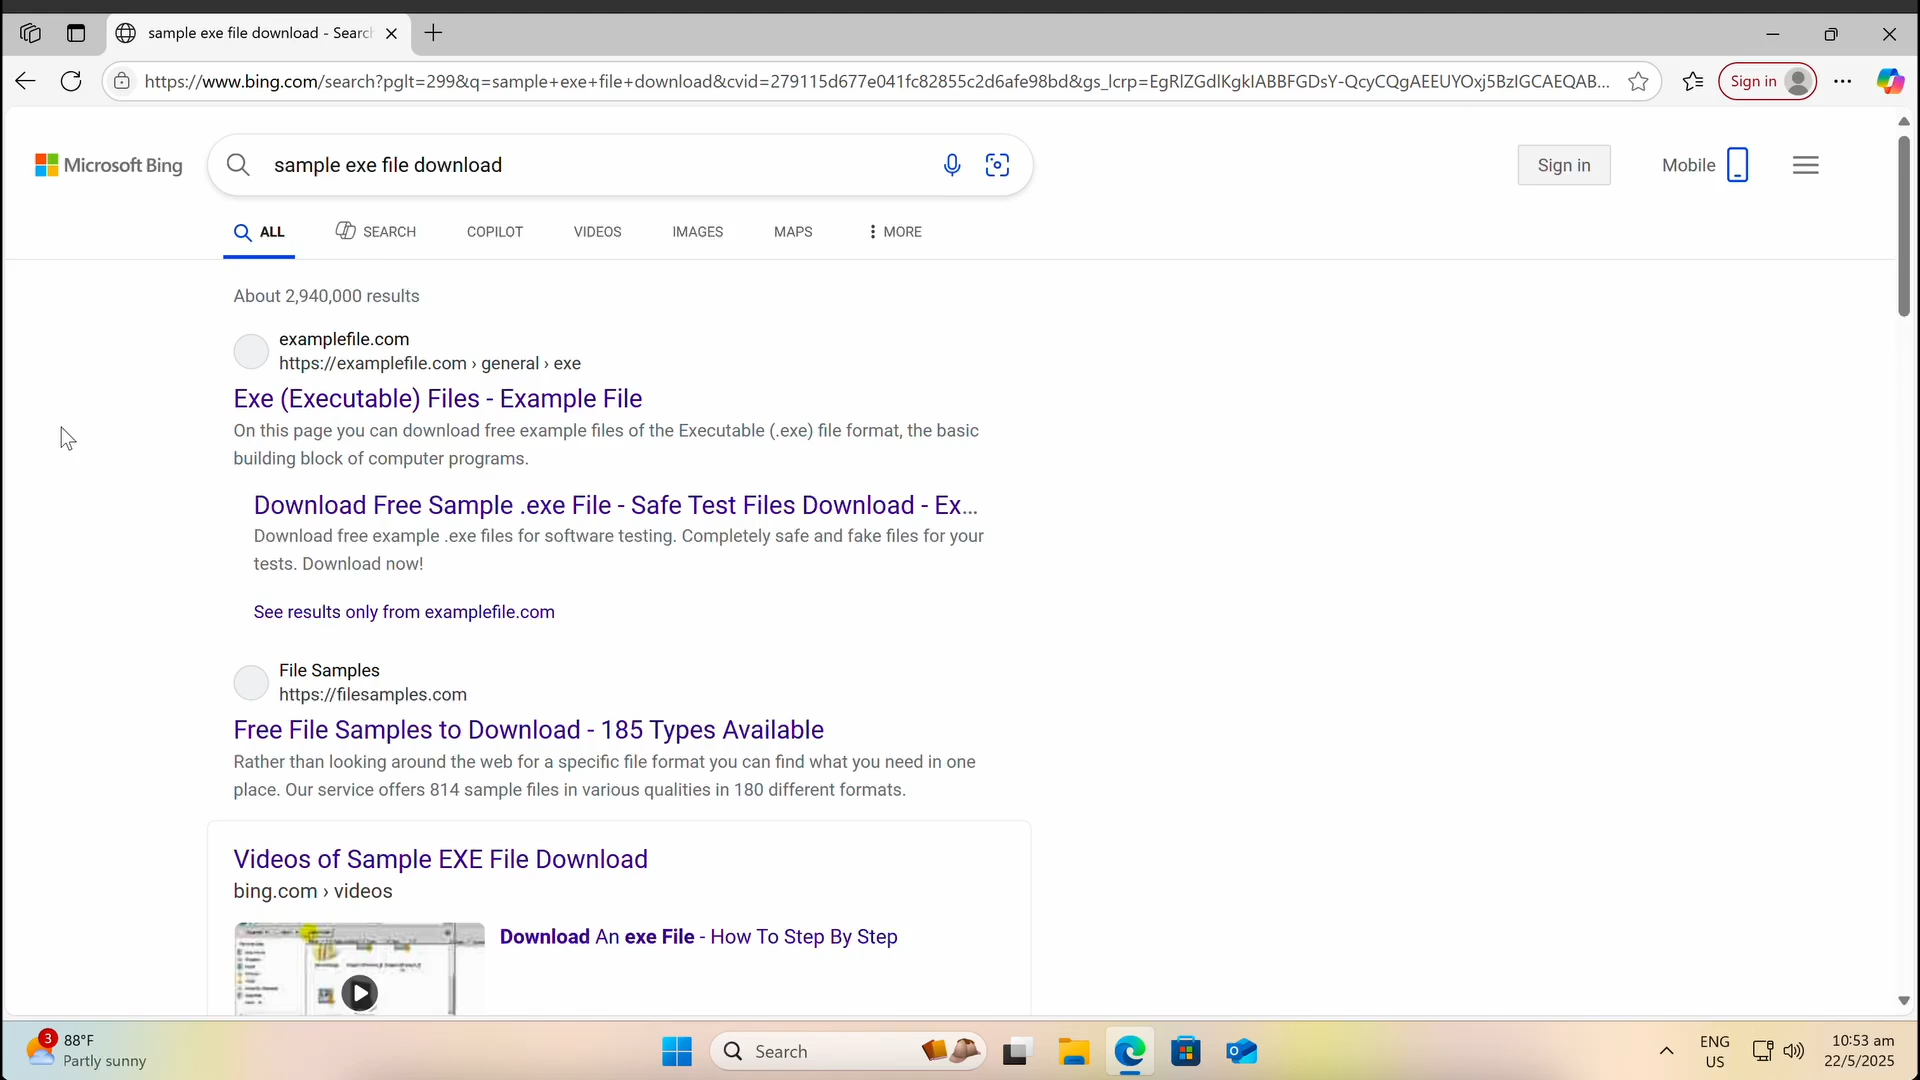 sample exe file download - Searc
https://www.bing.com/search?pglt=299&q=sample+exe+file+download&cvid=279115d677e041fc82855c2d6afe98bd&gs_lcrp=EgRlZGdlKgkIABBFGDsY-QcyCQgAEEUYOxj5BzIGCAEQAB...
Sign in
Microsoft Bing
sample exe file download
Sign in
Mobile
ALL
SEARCH
COPILOT
VIDEOS
IMAGES
MAPS
MORE
About 2,940,000 results
examplefile.com
https://examplefile.com › general › exe
Exe (Executable) Files - Example File
On this page you can download free example files of the Executable (.exe) file format, the basic
building block of computer programs.
Download Free Sample .exe File - Safe Test Files Download - Ex...
Download free example .exe files for software testing. Completely safe and fake files for your
tests. Download now!
See results only from examplefile.com
File Samples
https://filesamples.com
Free File Samples to Download - 185 Types Available
Rather than looking around the web for a specific file format you can find what you need in one
place. Our service offers 814 sample files in various qualities in 180 different formats.
Videos of Sample EXE File Download
bing.com › videos
Download An exe File - How To Step By Step
3
88°F
Partly sunny
Search
ENG
US
10:53 am
22/5/2025